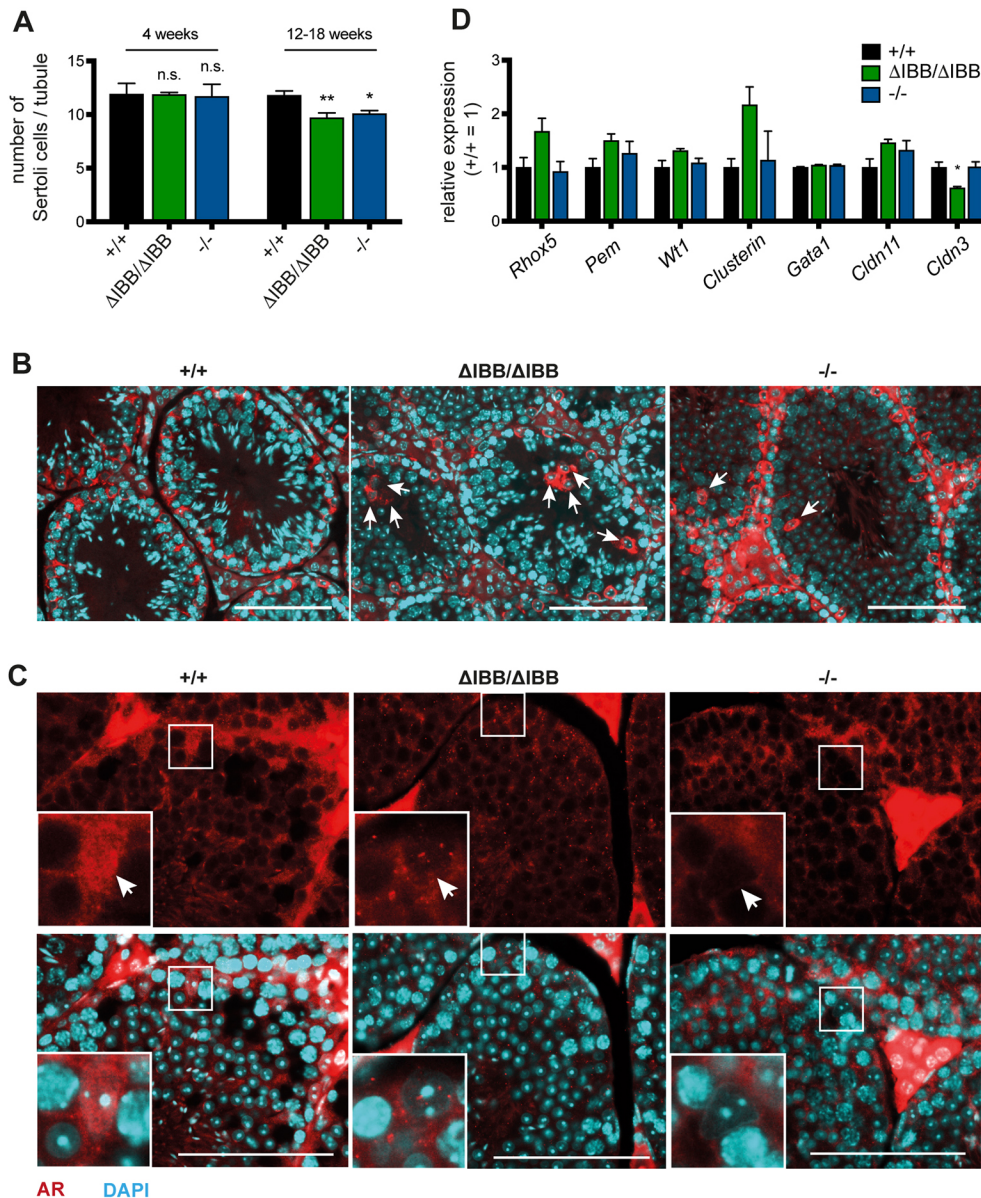 A
4 weeks
12-18 weeks
number of
Sertoli cells / tubule
15
10
5
0
n.s.
n.s.
**
*
+/+
ΔIBB/ΔIBB
-/-
+/+
ΔIBB/ΔIBB
-/-
D
+/+
ΔIBB/ΔIBB
-/-
relative expression
(+/+ = 1)
3
2
1
0
*
Rhox5
Pem
Wt1
Clusterin
Gata1
Cldn11
Cldn3
B
+/+
ΔIBB/ΔIBB
-/-
C
+/+
ΔIBB/ΔIBB
-/-
AR
DAPI